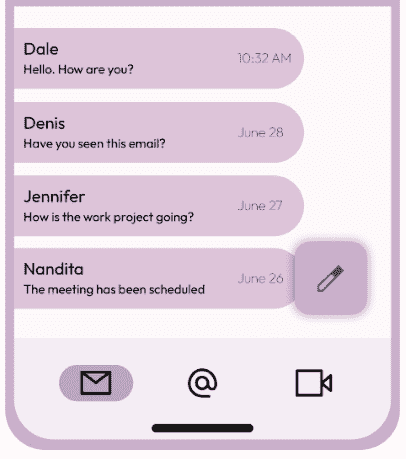 Dale
10:32 AM
Hello. How are you?
Denis
June 28
Have you seen this email?
Jennifer
June 27
How is the work project going?
Nandita
June 26
The meeting has been scheduled
@